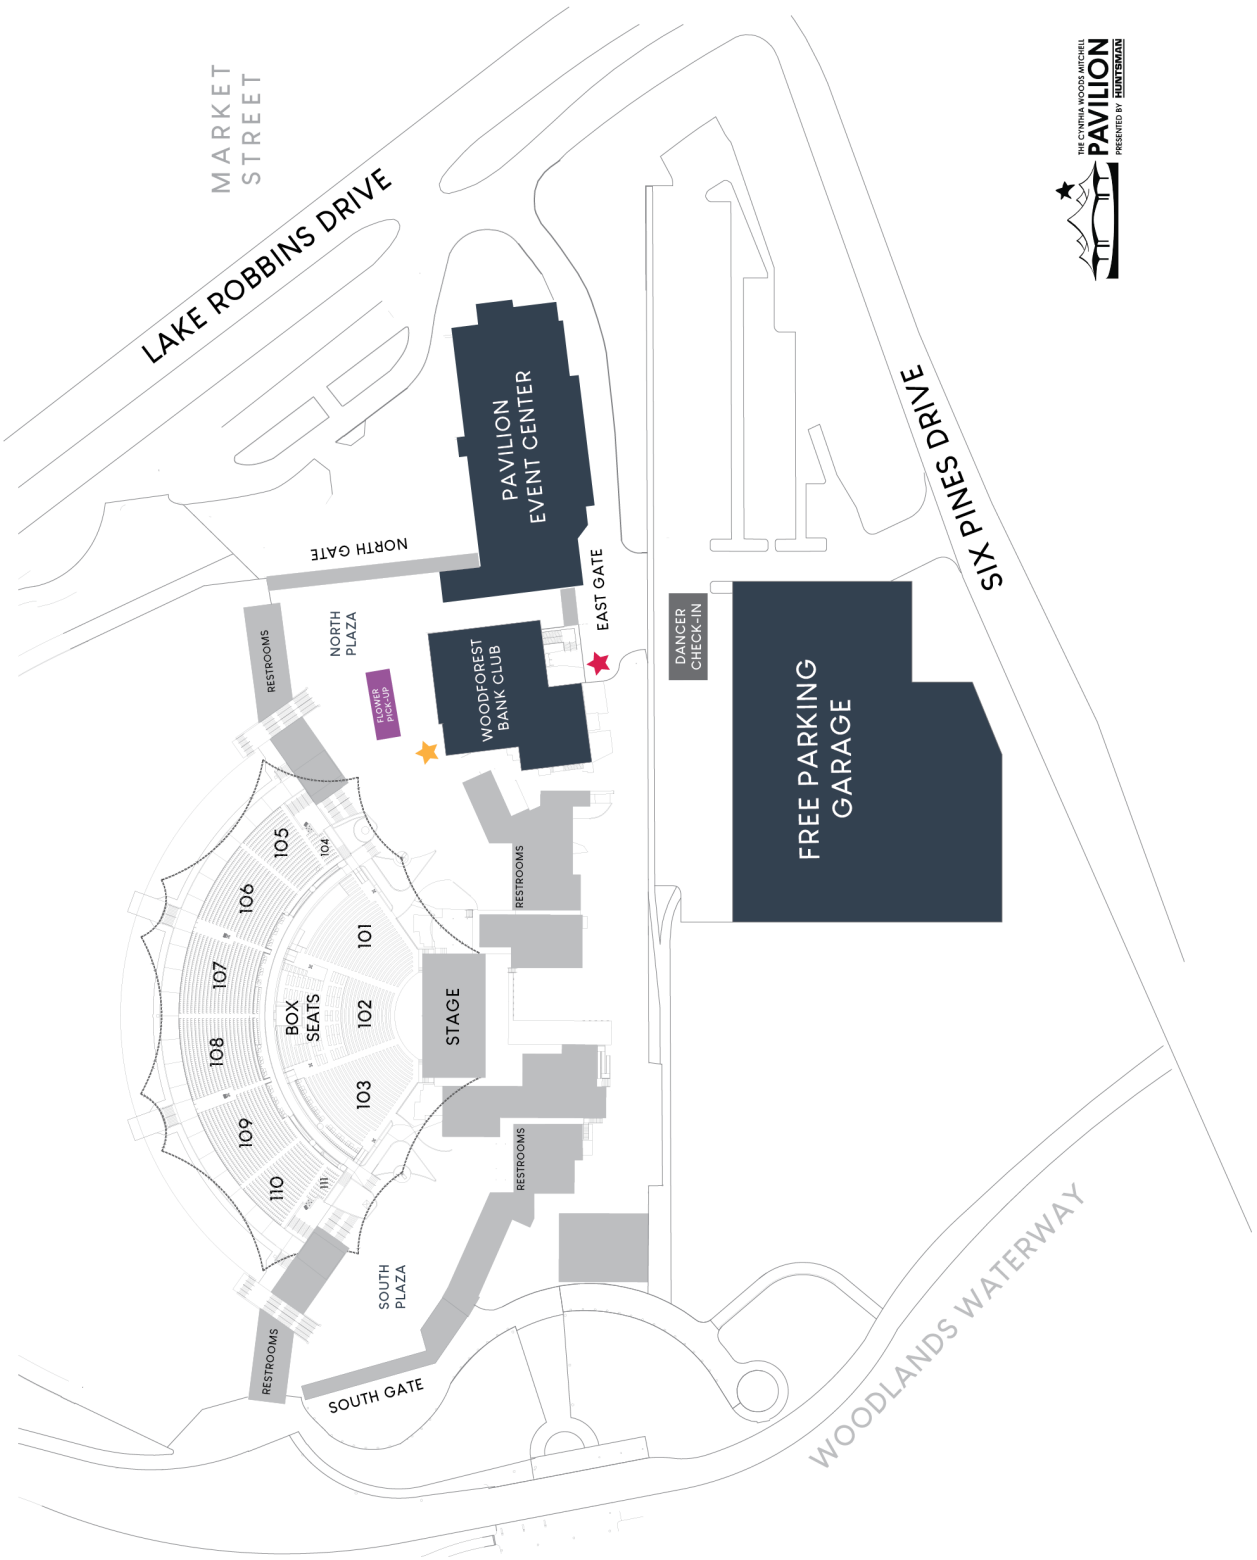 MARKET
STREET
THE CYNTHIA WOODS MITCHELL
PAVILION
PRESENTED BY HUNTSMAN
LAKE ROBBINS DRIVE
SIX PINES DRIVE
PAVILION
EVENT CENTER
NORTH GATE
EAST GATE
NORTH
PLAZA
RESTROOMS
WOODFOREST
BANK CLUB
DANCER
CHECK-IN
FLOWER
PICK-UP
FREE PARKING
GARAGE
105
104
106
RESTROOMS
101
107
BOX
SEATS
102
STAGE
108
103
109
110
111
RESTROOMS
SOUTH
PLAZA
RESTROOMS
SOUTH GATE
WOODLANDS WATERWAY